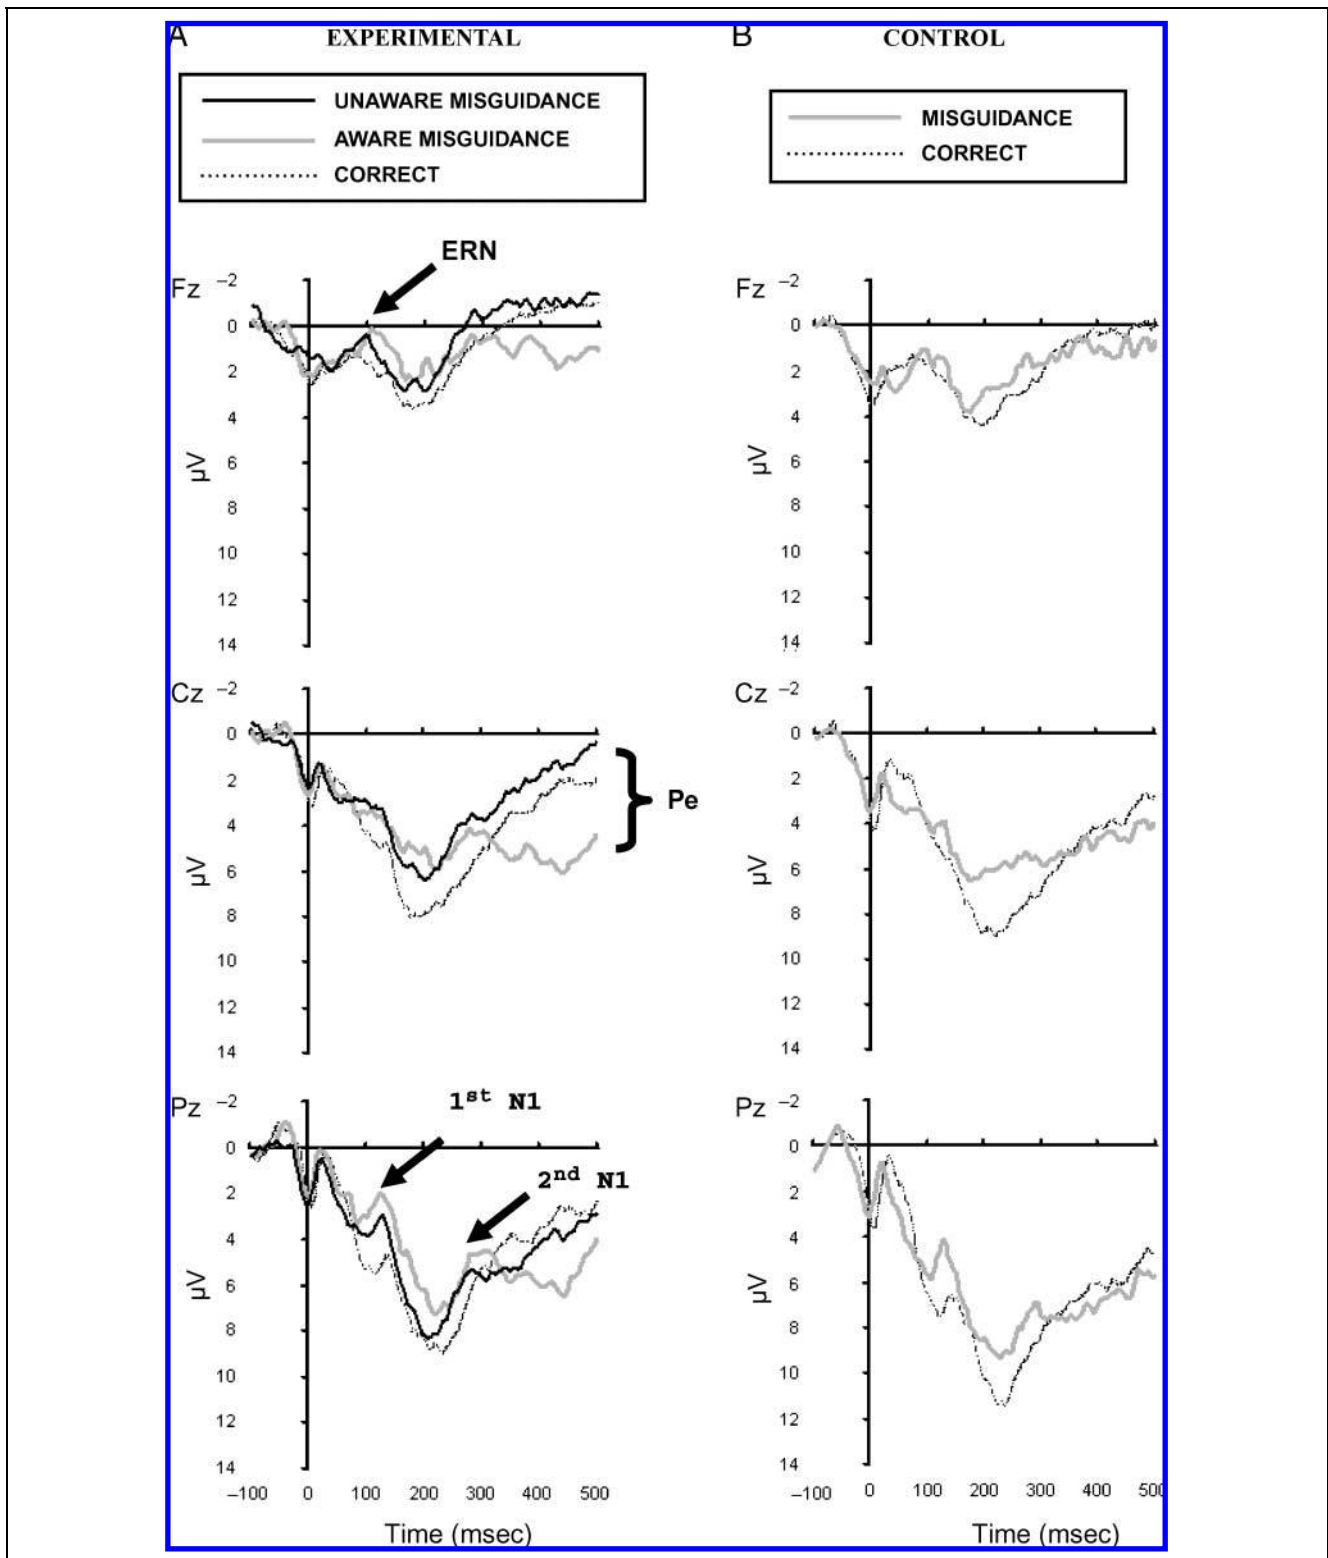 A EXPERIMENTAL
UNAWARE MISGUIDANCE
AWARE MISGUIDANCE
CORRECT
B CONTROL
MISGUIDANCE
CORRECT
ERN
Fz –2
0
2
4
µV 6
8
10
12
14
Fz –2
0
2
4
µV 6
8
10
12
14
Cz –2
0
2
4
µV 6
8
10
12
14
Pe
Cz –2
0
2
4
µV 6
8
10
12
14
1st N1
2nd N1
Pz –2
0
2
4
µV 6
8
10
12
14
–100 0 100 200 300 400 500
Time (msec)
Pz –2
0
2
4
µV 6
8
10
12
14
–100 0 100 200 300 400 500
Time (msec)